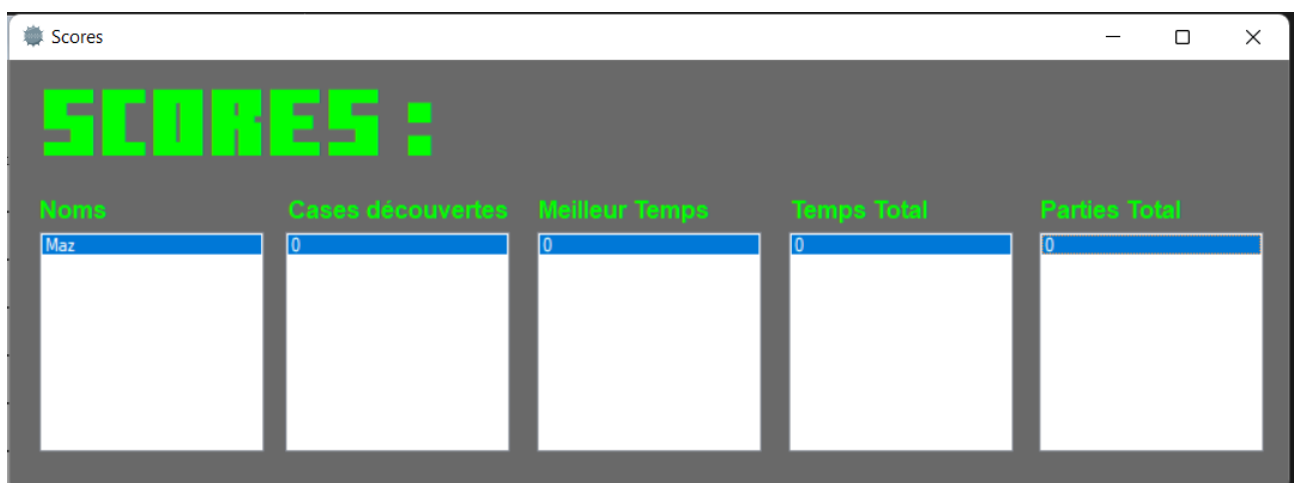 Scores
SCORES :
Noms Cases découvertes Meilleur Temps Temps Total Parties Total
Maz 0 0 0 0